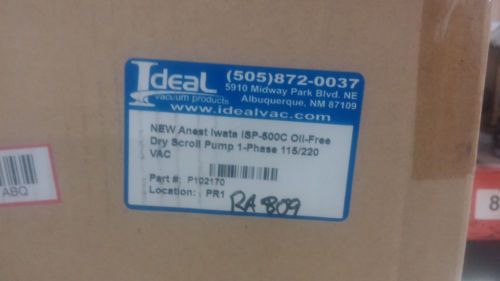 Ideal
vacuum products
(505)872-0037
5910 Midway Park Blvd. NE
Albuquerque, NM 87109
www.idealvac.com
NEW Anest Iwata ISP-500C Oil-Free
Dry Scroll Pump 1-Phase 115/220
VAC
Part #: P102170
Location: PR1
RA 809
ABQ
8